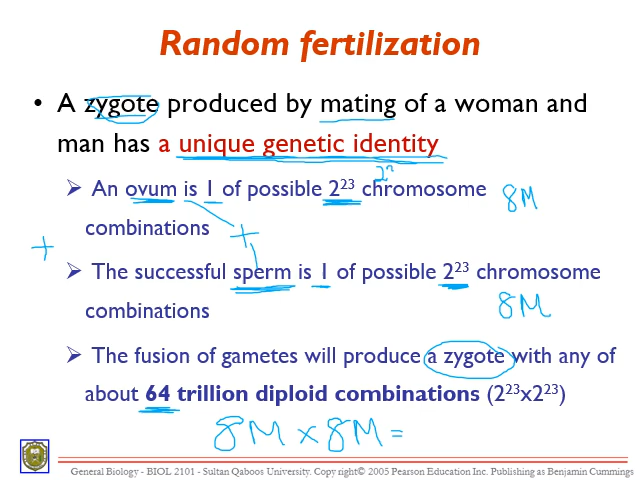 Random fertilization
• A zygote produced by mating of a woman and
man has a unique genetic identity
2ⁿ
➢ An ovum is 1 of possible 2²³ chromosome
8M
combinations
+
+
➢ The successful sperm is 1 of possible 2²³ chromosome
8M
combinations
➢ The fusion of gametes will produce a zygote with any of
about 64 trillion diploid combinations (2²³x2²³)
8M x 8M =
General Biology - BIOL 2101 - Sultan Qaboos University. Copy right© 2005 Pearson Education Inc. Publishing as Benjamin Cummings